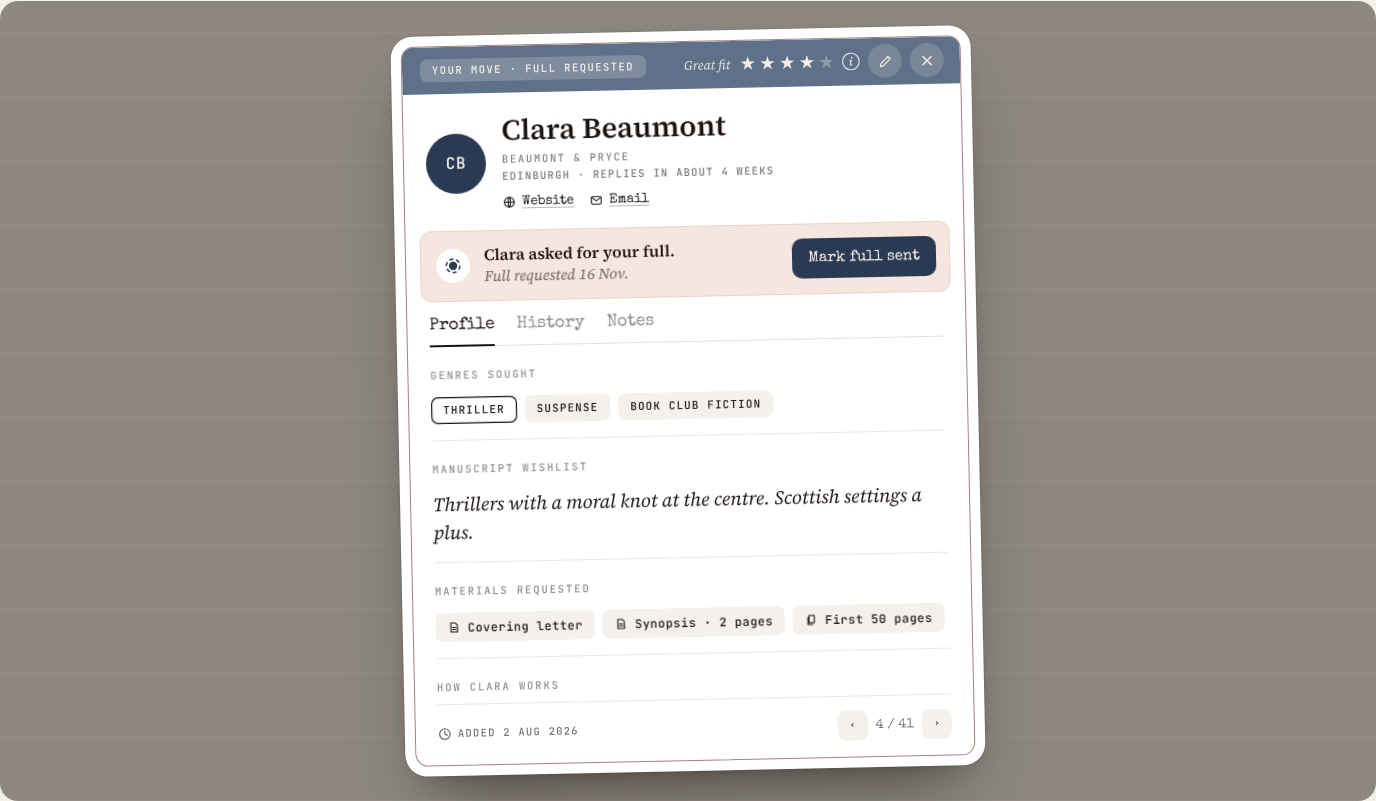 YOUR MOVE · FULL REQUESTED
Great fit
Clara Beaumont
CB
BEAUMONT & PRYCE
EDINBURGH · REPLIES IN ABOUT 4 WEEKS
Website Email
Clara asked for your full.
Full requested 16 Nov.
Mark full sent
Profile History Notes
GENRES SOUGHT
THRILLER SUSPENSE BOOK CLUB FICTION
MANUSCRIPT WISHLIST
Thrillers with a moral knot at the centre. Scottish settings a
plus.
MATERIALS REQUESTED
Covering letter Synopsis · 2 pages First 50 pages
HOW CLARA WORKS
ADDED 2 AUG 2026
‹ 4 / 41 ›